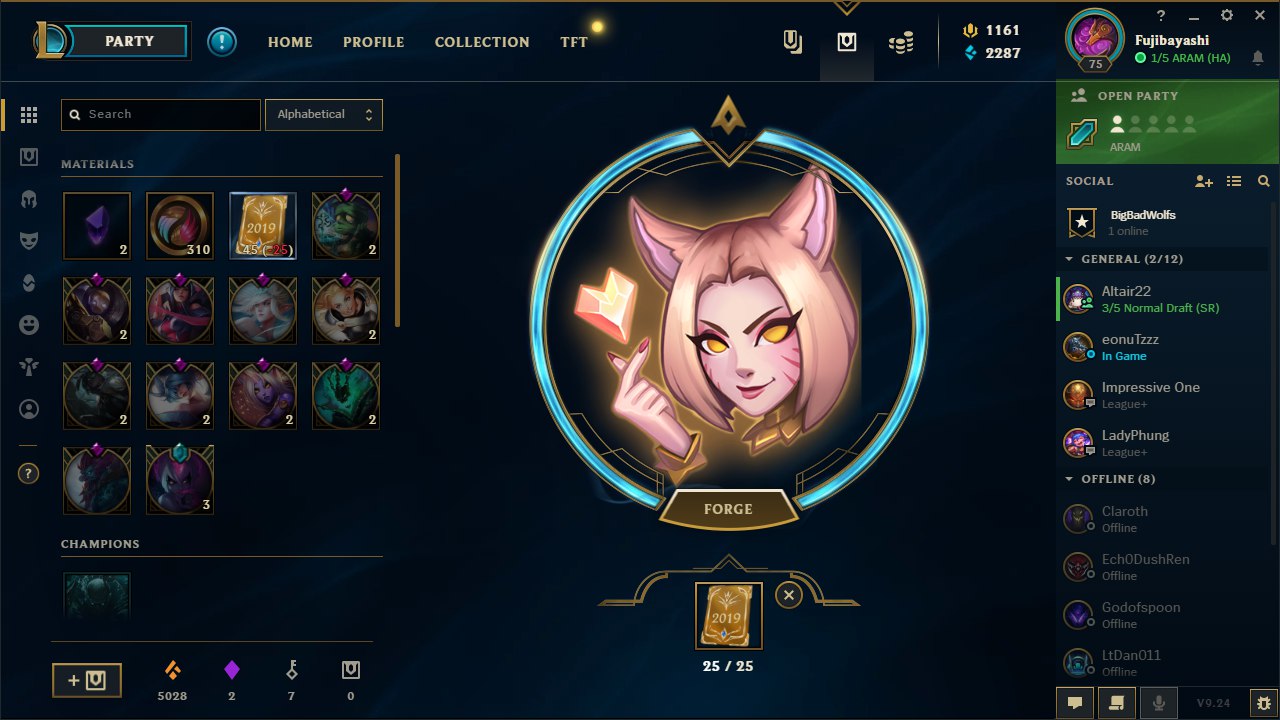 PARTY
HOME
PROFILE
COLLECTION
TFT
1161
2287
?
75
Fujibayashi
1/5 ARAM (HA)
OPEN PARTY
ARAM
Search
Alphabetical
MATERIALS
2
310
2019
45 (-25)
2
2
2
2
2
2
2
3
CHAMPIONS
?
+
5028
2
7
0
FORGE
2019
25 / 25
SOCIAL
BigBadWolfs
1 online
GENERAL (2/12)
Altair22
3/5 Normal Draft (SR)
eonuTzzz
In Game
Impressive One
League+
LadyPhung
League+
OFFLINE (8)
Claroth
Offline
Ech0DushRen
Offline
Godofspoon
Offline
LtDan011
Offline
V9.24